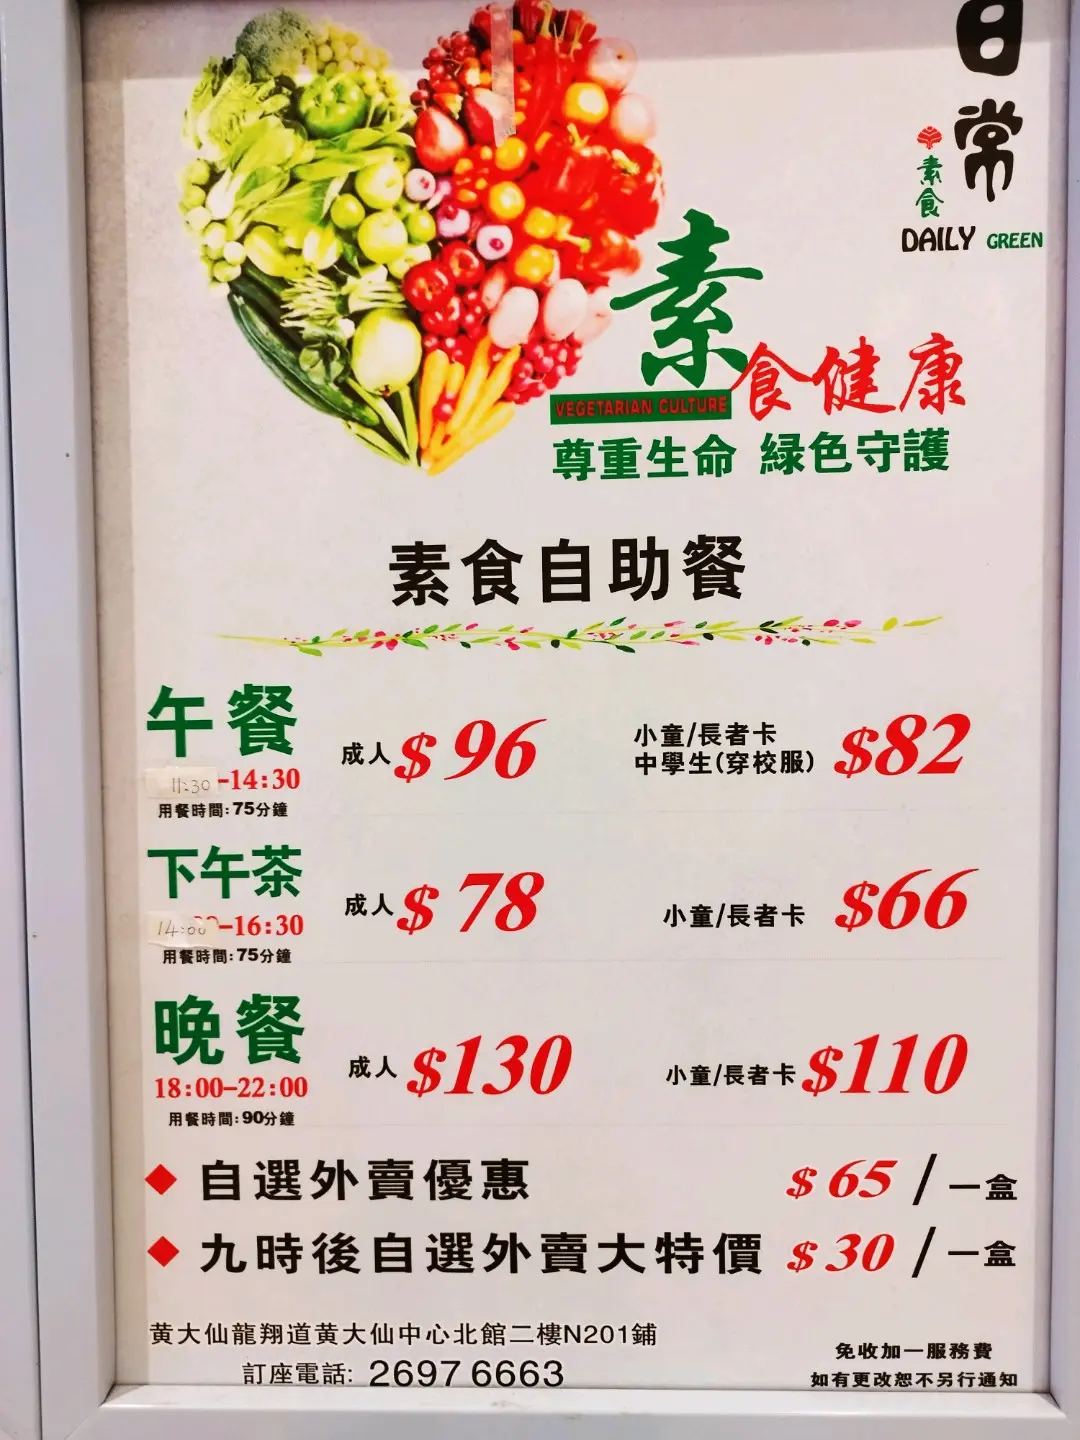 日常
素食
DAILY GREEN
素食健康
VEGETARIAN CULTURE
尊重生命 綠色守護
素食自助餐
午餐
11:30-14:30
用餐時間:75分鐘
成人 $96
小童/長者卡
中學生(穿校服)
$82
下午茶
-16:30
用餐時間:75分鐘
成人 $78
小童/長者卡 $66
晚餐
18:00-22:00
用餐時間:90分鐘
成人 $130
小童/長者卡 $110
自選外賣優惠 $65/一盒
九時後自選外賣大特價 $30/一盒
黃大仙龍翔道黃大仙中心北館二樓N201鋪
訂座電話: 2697 6663
免收加一服務費
如有更改恕不另行通知